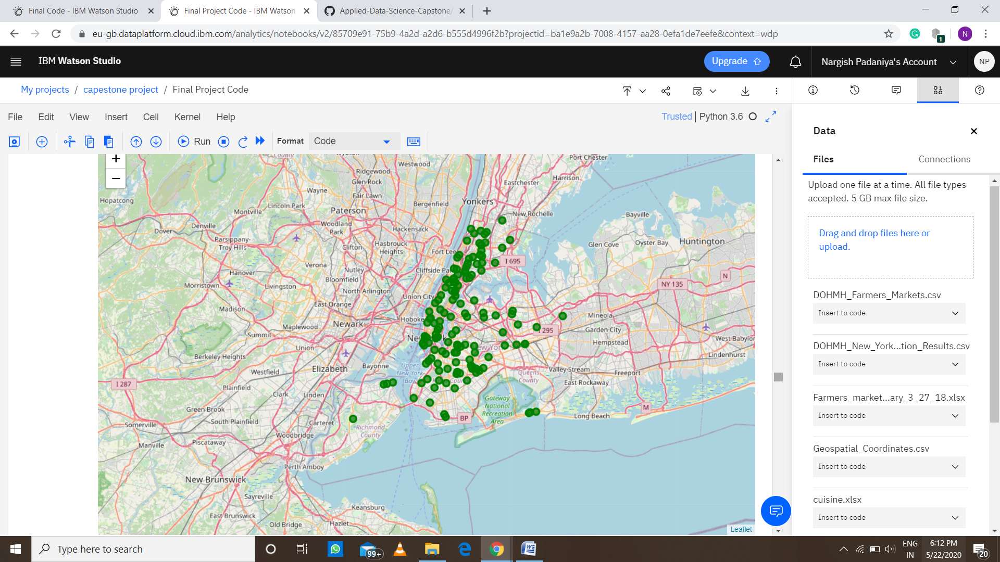 Final Code - IBM Watson Studio
Final Project Code - IBM Watson
Applied-Data-Science-Capstone/
eu-gb.dataplatform.cloud.ibm.com/analytics/notebooks/v2/85709e91-75b9-4a2d-a2d6-b555d4996f2b?projectid=ba1e9a2b-7008-4157-aa28-0efa1de7eefe&context=wdp
1
N
IBM Watson Studio
Upgrade
Nargish Padaniya's Account
NP
My projects / capestone project / Final Project Code
File Edit View Insert Cell Kernel Help
Trusted | Python 3.6
Run
Format
Code
Data
Files
Connections
Upload one file at a time. All file types
accepted. 5 GB max file size.
Drag and drop files here or
upload.
DOHMH_Farmers_Markets.csv
Insert to code
DOHMH_New_York...tion_Results.csv
Insert to code
Farmers_market...ary_3_27_18.xlsx
Insert to code
Geospatial_Coordinates.csv
Insert to code
cuisine.xlsx
Insert to code
+
−
County
Port Chester
Westwood
Ridgewood
Harrison
Glen Rock
Eastchester
Wayne
Fair Lawn
Hopatcong
Yonkers
Bergenfield
Lincoln Park
Paterson
Montville
New Rochelle
Bayville
Woodland
Park
Denville
Hackensack
Dover
Parsippany-
Troy Hills
Hasbrouck
Heights
Clifton
Glen Cove
Oyster Bay
Huntington
Fort Lee
I 695
Verona
Nutley
Cliffside Par
Hanover
N
Bloomfield
Morristown
Livingston
North Arlington
NY 135
Union City
East Orange
Madison
Mineola
Hoboke
Newark
Maplewood
Summit
I 295
Garden City
New York
West Babylon
Union
Hempstead
Berkeley Heights
Lindenhurst
Elizabeth
Bayonne
Upper
New York
Bay
Westfield
Valley Stream
Freeport
Queens
County
I 287
East Rockaway
Plainfield
Clark
Linden
Gateway
National
Recreation
Area
Green Brook
Long Beach
M
BP
South Plainfield
Carteret
Somerville
Richmond
County
Woodbridge
Piscataway
Manville
Perth Amboy
New Brunswick
Sayreville
Keansburg
East Brunswick
Old Bridge
Hazlet
Leaflet
Type here to search
99+
ENG
IN
6:12 PM
5/22/2020
20